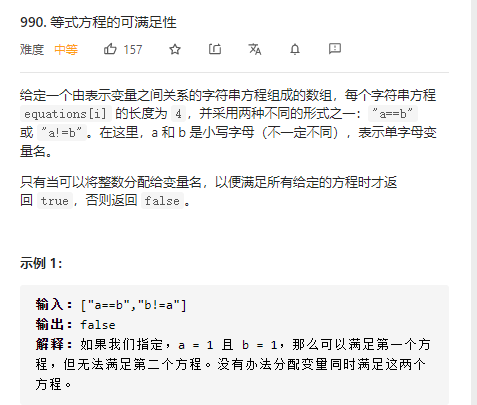 990. 等式方程的可满足性
难度 中等 157
给定一个由表示变量之间关系的字符串方程组成的数组，每个字符串方程
equations[i] 的长度为 4，并采用两种不同的形式之一："a==b"
或 "a!=b"。在这里，a 和 b 是小写字母（不一定不同），表示单字母变
量名。
只有当可以将整数分配给变量名，以便满足所有给定的方程时才返
回 true，否则返回 false。
示例 1：
输入：["a==b","b!=a"]
输出：false
解释：如果我们指定，a = 1 且 b = 1，那么可以满足第一个方
程，但无法满足第二个方程。没有办法分配变量同时满足这两个
方程。